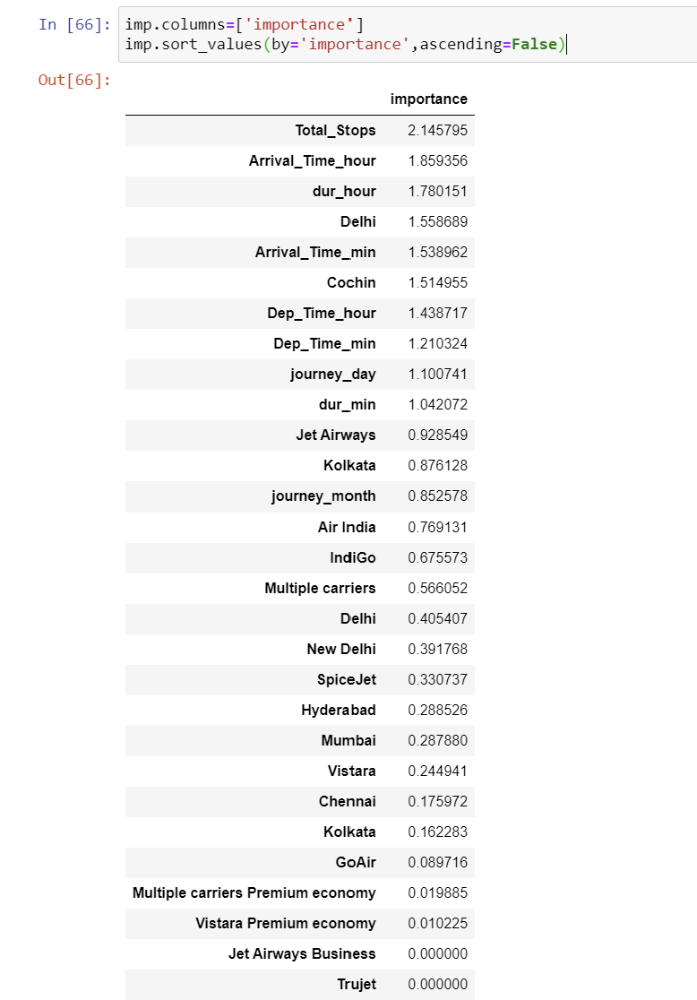 In [66]: imp.columns=['importance']
imp.sort_values(by='importance',ascending=False)
Out[66]:
importance
Total_Stops 2.145795
Arrival_Time_hour 1.859356
dur_hour 1.780151
Delhi 1.558689
Arrival_Time_min 1.538962
Cochin 1.514955
Dep_Time_hour 1.438717
Dep_Time_min 1.210324
journey_day 1.100741
dur_min 1.042072
Jet Airways 0.928549
Kolkata 0.876128
journey_month 0.852578
Air India 0.769131
IndiGo 0.675573
Multiple carriers 0.566052
Delhi 0.405407
New Delhi 0.391768
SpiceJet 0.330737
Hyderabad 0.288526
Mumbai 0.287880
Vistara 0.244941
Chennai 0.175972
Kolkata 0.162283
GoAir 0.089716
Multiple carriers Premium economy 0.019885
Vistara Premium economy 0.010225
Jet Airways Business 0.000000
Trujet 0.000000